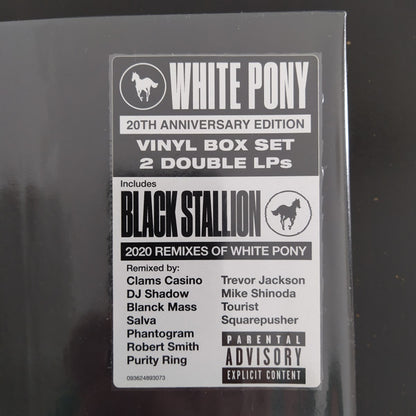 WHITE PONY
20TH ANNIVERSARY EDITION
VINYL BOX SET
2 DOUBLE LPs
Includes
BLACK STALLION
2020 REMIXES OF WHITE PONY
Remixed by:
Clams Casino
DJ Shadow
Blanck Mass
Salva
Phantogram
Robert Smith
Purity Ring
Trevor Jackson
Mike Shinoda
Tourist
Squarepusher
PARENTAL
ADVISORY
EXPLICIT CONTENT
093624893073